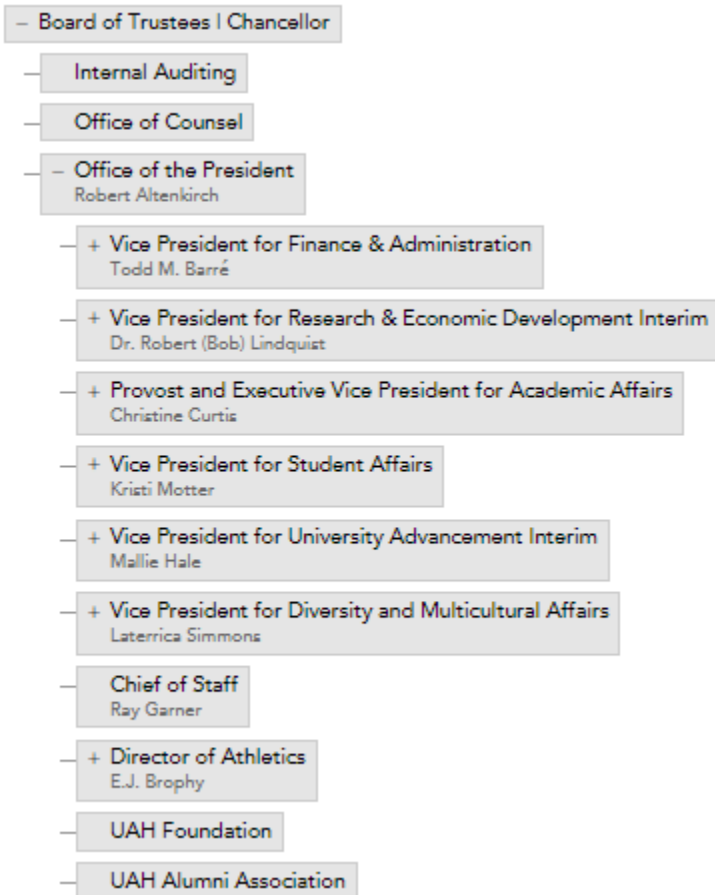 – Board of Trustees | Chancellor
Internal Auditing
Office of Counsel
– Office of the President
Robert Altenkirch
+ Vice President for Finance & Administration
Todd M. Barré
+ Vice President for Research & Economic Development Interim
Dr. Robert (Bob) Lindquist
+ Provost and Executive Vice President for Academic Affairs
Christine Curtis
+ Vice President for Student Affairs
Kristi Motter
+ Vice President for University Advancement Interim
Mallie Hale
+ Vice President for Diversity and Multicultural Affairs
Laterrica Simmons
Chief of Staff
Ray Garner
+ Director of Athletics
E.J. Brophy
UAH Foundation
UAH Alumni Association